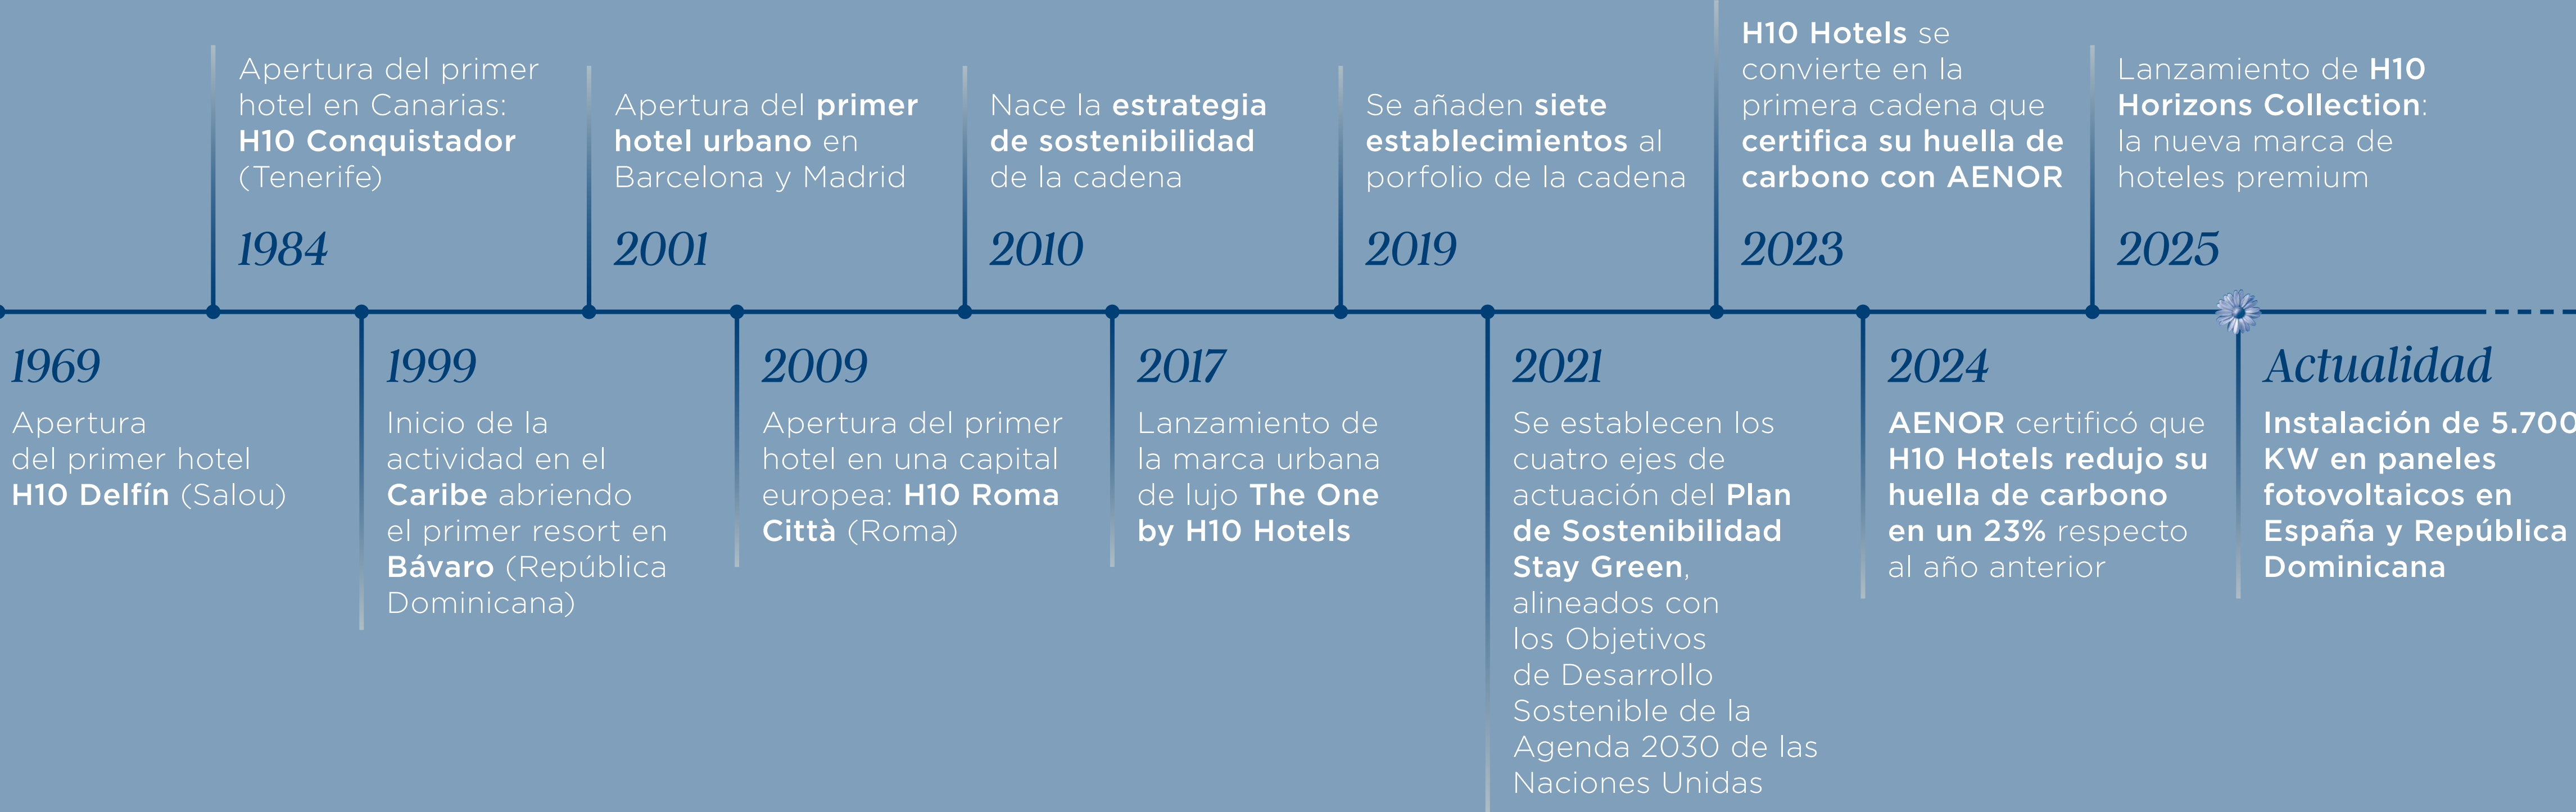 1969
Apertura
del primer hotel
H10 Delfín (Salou)
Apertura del primer
hotel en Canarias:
H10 Conquistador
(Tenerife)
1984
1999
Inicio de la
actividad en el
Caribe abriendo
el primer resort en
Bávaro (República
Dominicana)
Apertura del primer
hotel urbano en
Barcelona y Madrid
2001
2009
Apertura del primer
hotel en una capital
europea: H10 Roma
Città (Roma)
Nace la estrategia
de sostenibilidad
de la cadena
2010
2017
Lanzamiento de
la marca urbana
de lujo The One
by H10 Hotels
Se añaden siete
establecimientos al
porfolio de la cadena
2019
2021
Se establecen los
cuatro ejes de
actuación del Plan
de Sostenibilidad
Stay Green,
alineados con
los Objetivos
de Desarrollo
Sostenible de la
Agenda 2030 de las
Naciones Unidas
H10 Hotels se
convierte en la
primera cadena que
certifica su huella de
carbono con AENOR
2023
2024
AENOR certificó que
H10 Hotels redujo su
huella de carbono
en un 23% respecto
al año anterior
Lanzamiento de H10
Horizons Collection:
la nueva marca de
hoteles premium
2025
Actualidad
Instalación de 5.700
KW en paneles
fotovoltaicos en
España y República
Dominicana